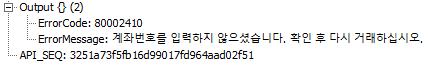 Output {} (2)
ErrorCode: 80002410
ErrorMessage: 계좌번호를 입력하지 않으셨습니다. 확인 후 다시 거래하십시오.
API_SEQ: 3251a73f5fb16d99017fd964aad02f51